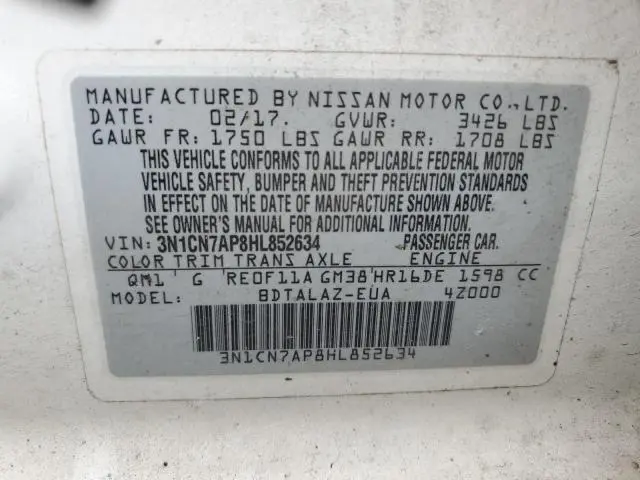 MANUFACTURED BY NISSAN MOTOR CO., LTD.
DATE: 02/17. GVWR: 3426 LBS
GAWR FR: 1750 LBS GAWR RR: 1708 LBS
THIS VEHICLE CONFORMS TO ALL APPLICABLE FEDERAL MOTOR
VEHICLE SAFETY, BUMPER AND THEFT PREVENTION STANDARDS
IN EFFECT ON THE DATE OF MANUFACTURE SHOWN ABOVE.
SEE OWNER'S MANUAL FOR ADDITIONAL INFORMATION.
VIN: 3N1CN7AP8HL852634 PASSENGER CAR.
COLOR TRIM TRANS AXLE ENGINE
QM1 G RE0F11A GM38 HR16DE 1598 CC
MODEL: BDTALAZ-EUA 4Z000
3N1CN7AP8HL852634